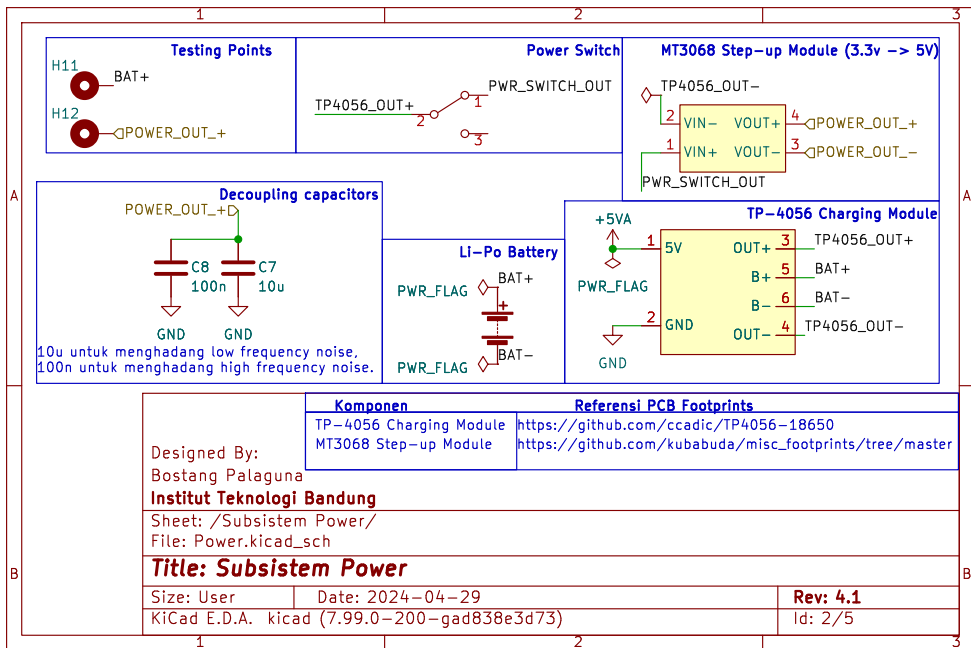 1 2 3
Testing Points
H11
BAT+
H12
POWER_OUT_+
Power Switch
TP4056_OUT+
2
PWR_SWITCH_OUT
1
3
MT3068 Step-up Module (3.3v -> 5V)
TP4056_OUT-
2 VIN- VOUT+ 4 POWER_OUT_+
1 VIN+ VOUT- 3 POWER_OUT_-
PWR_SWITCH_OUT
A A
Decoupling capacitors
POWER_OUT_+
C8
100n
C7
10u
GND GND
10u untuk menghadang low frequency noise,
100n untuk menghadang high frequency noise.
Li-Po Battery
BAT+
PWR_FLAG
+
BAT-
PWR_FLAG
TP-4056 Charging Module
+5VA
PWR_FLAG
GND
1 5V OUT+ 3 TP4056_OUT+
B+ 5 BAT+
B- 6 BAT-
2 GND OUT- 4 TP4056_OUT-
Komponen Referensi PCB Footprints
TP-4056 Charging Module https://github.com/ccadic/TP4056-18650
MT3068 Step-up Module https://github.com/kubabuda/misc_footprints/tree/master
Designed By:
Bostang Palaguna
Institut Teknologi Bandung
Sheet: /Subsistem Power/
File: Power.kicad_sch
B B
Title: Subsistem Power
Size: User Date: 2024-04-29 Rev: 4.1
KiCad E.D.A. kicad (7.99.0-200-gad838e3d73) Id: 2/5
1 2 3